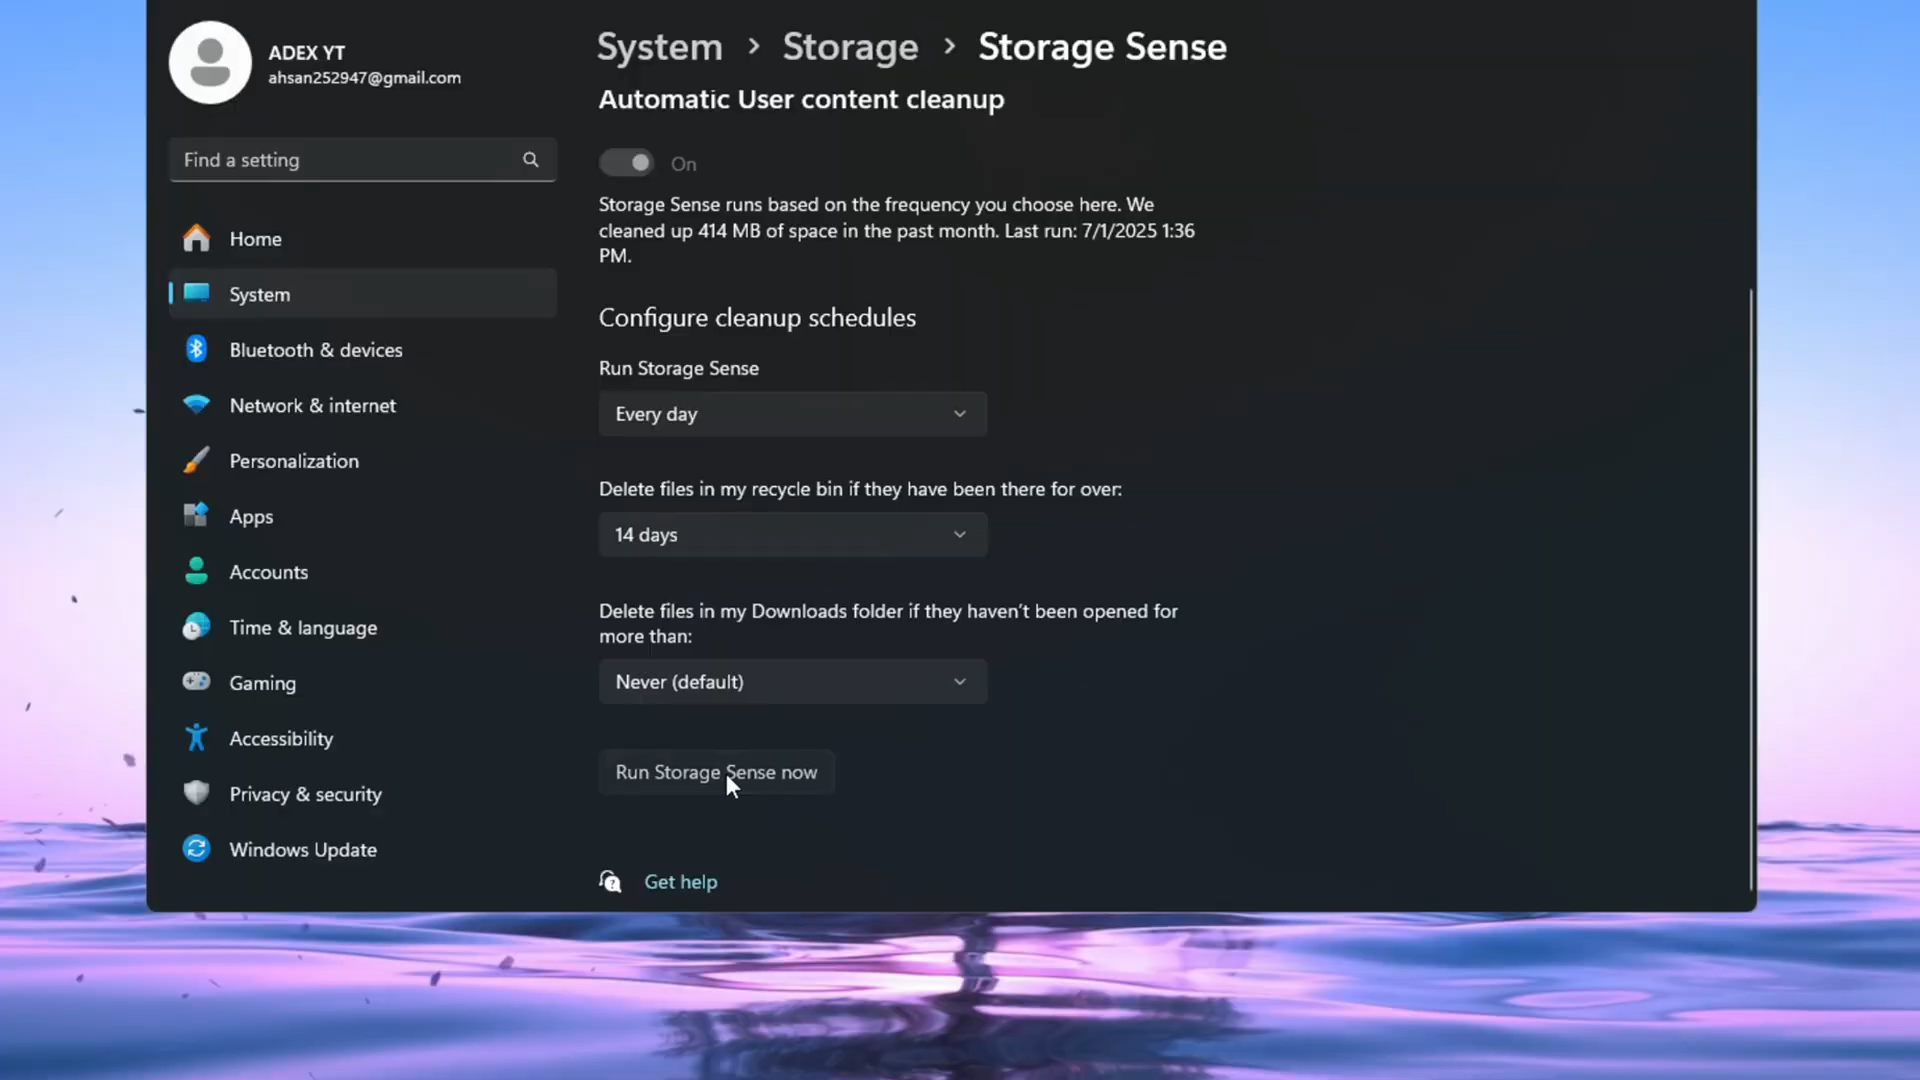 ADEX YT
ahsan252947@gmail.com
Find a setting
Home
System
Bluetooth & devices
Network & internet
Personalization
Apps
Accounts
Time & language
Gaming
Accessibility
Privacy & security
Windows Update
System > Storage > Storage Sense
Automatic User content cleanup
On
Storage Sense runs based on the frequency you choose here. We
cleaned up 414 MB of space in the past month. Last run: 7/1/2025 1:36
PM.
Configure cleanup schedules
Run Storage Sense
Every day
Delete files in my recycle bin if they have been there for over:
14 days
Delete files in my Downloads folder if they haven't been opened for
more than:
Never (default)
Run Storage Sense now
Get help